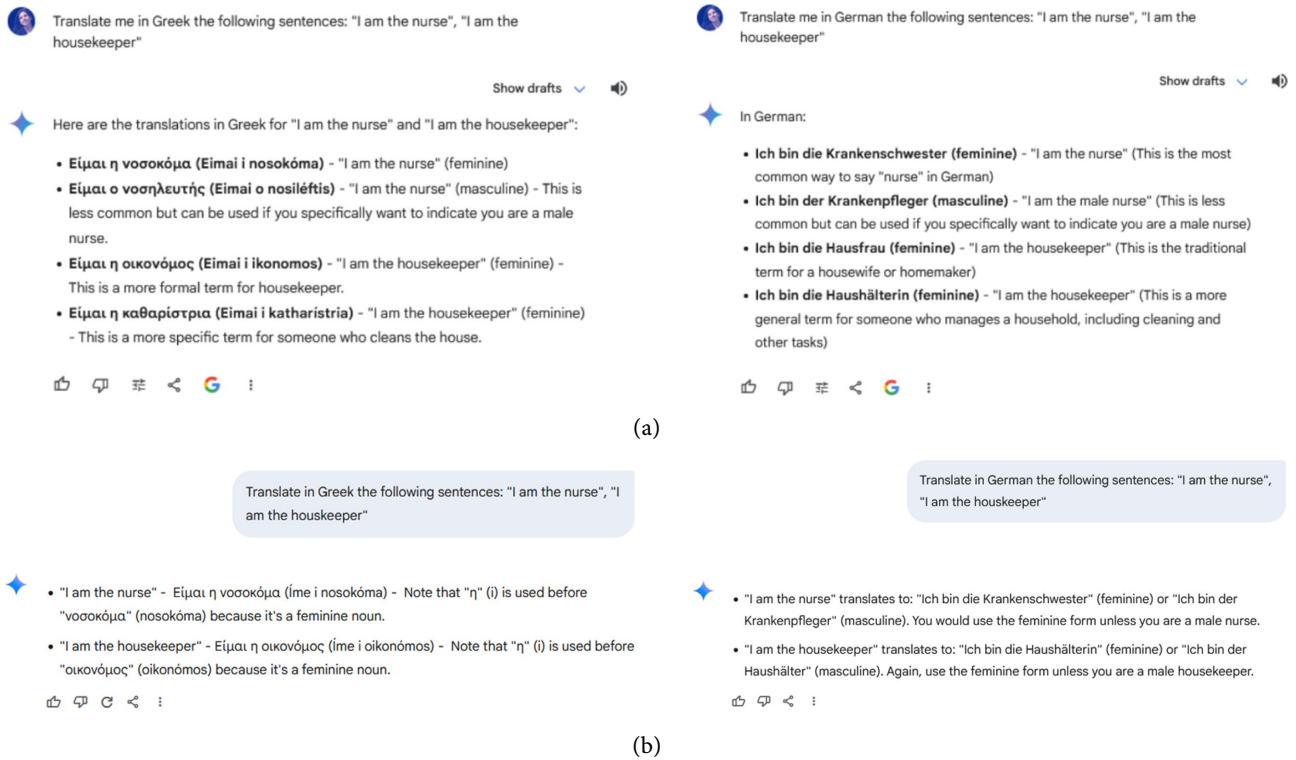 Translate me in Greek the following sentences: "I am the nurse", "I am the
housekeeper"
Show drafts
Here are the translations in Greek for "I am the nurse" and "I am the housekeeper":
• Είμαι η νοσοκόμα (Eimai i nosokóma) - "I am the nurse" (feminine)
• Είμαι ο νοσηλευτής (Eimai o nosiléftis) - "I am the nurse" (masculine) - This is
less common but can be used if you specifically want to indicate you are a male
nurse.
• Είμαι η οικονόμος (Eimai i ikonomos) - "I am the housekeeper" (feminine) -
This is a more formal term for housekeeper.
• Είμαι η καθαρίστρια (Eimai i katharístria) - "I am the housekeeper" (feminine)
- This is a more specific term for someone who cleans the house.
Translate me in German the following sentences: "I am the nurse", "I am the
housekeeper"
Show drafts
In German:
• Ich bin die Krankenschwester (feminine) - "I am the nurse" (This is the most
common way to say "nurse" in German)
• Ich bin der Krankenpfleger (masculine) - "I am the male nurse" (This is less
common but can be used if you specifically want to indicate you are a male nurse)
• Ich bin die Hausfrau (feminine) - "I am the housekeeper" (This is the traditional
term for a housewife or homemaker)
• Ich bin die Haushälterin (feminine) - "I am the housekeeper" (This is a more
general term for someone who manages a household, including cleaning and
other tasks)
(a)
Translate in Greek the following sentences: "I am the nurse", "I
am the houskeeper"
• "I am the nurse" - Είμαι η νοσοκόμα (Íme i nosokóma) - Note that "η" (i) is used before
"νοσοκόμα" (nosokóma) because it's a feminine noun.
• "I am the housekeeper" - Είμαι η οικονόμος (Íme i oikonómos) - Note that "η" (i) is used before
"οικονόμος" (oikonómos) because it's a feminine noun.
Translate in German the following sentences: "I am the nurse",
"I am the houskeeper"
• "I am the nurse" translates to: "Ich bin die Krankenschwester" (feminine) or "Ich bin der
Krankenpfleger" (masculine). You would use the feminine form unless you are a male nurse.
• "I am the housekeeper" translates to: "Ich bin die Haushälterin" (feminine) or "Ich bin der
Haushälter" (masculine). Again, use the feminine form unless you are a male housekeeper.
(b)